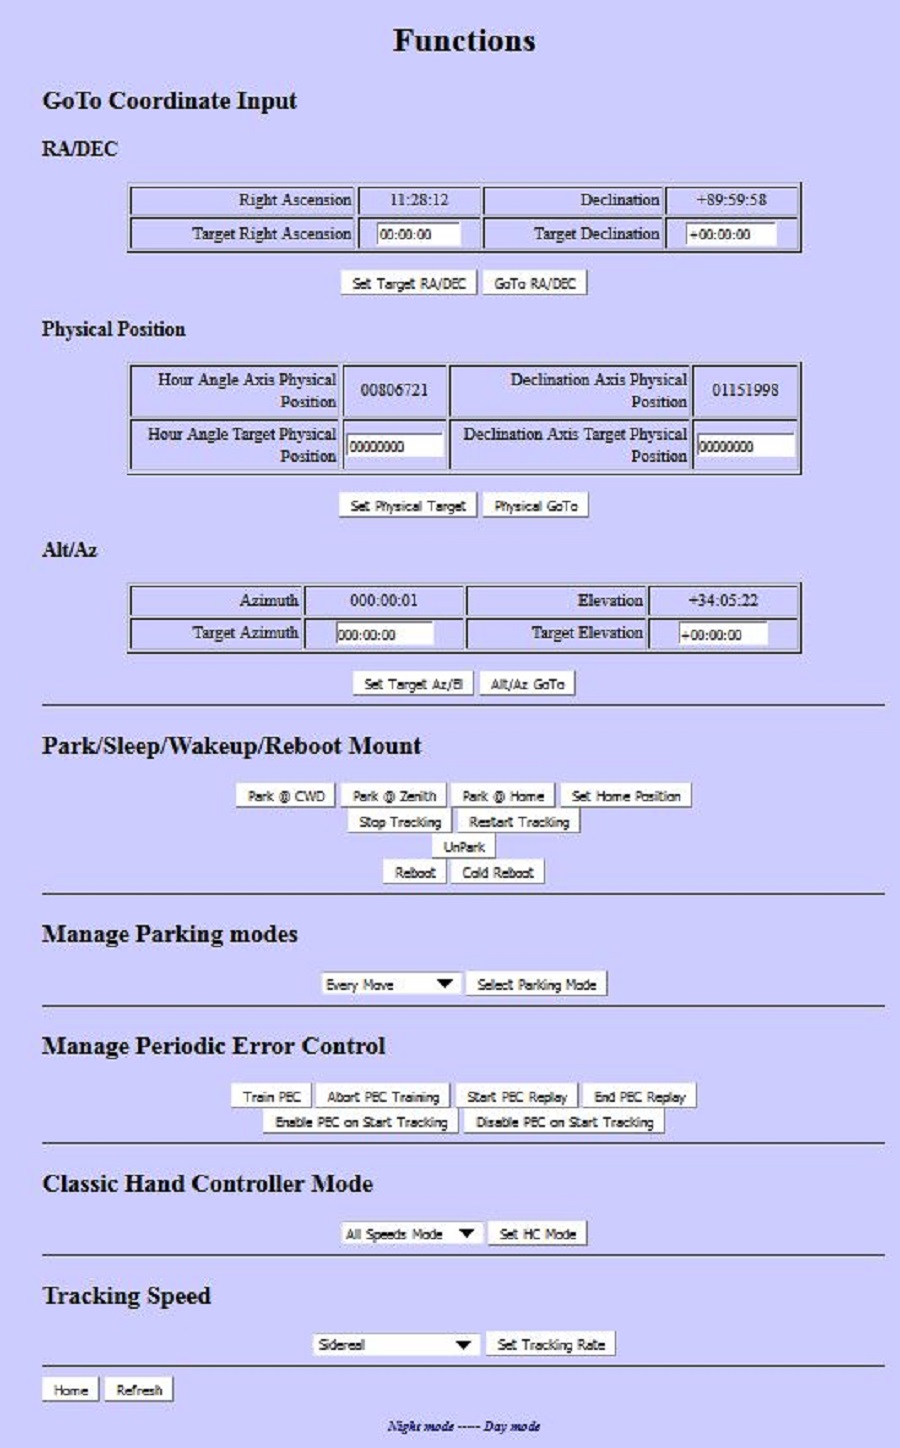 Functions
GoTo Coordinate Input
RA/DEC
Right Ascension 11:28:12 Declination +89:59:58
Target Right Ascension 00:00:00 Target Declination +00:00:00
Set Target RA/DEC GoTo RA/DEC
Physical Position
Hour Angle Axis Physical Position 00806721 Declination Axis Physical Position 01151998
Hour Angle Target Physical Position 00000000 Declination Axis Target Physical Position 00000000
Set Physical Target Physical GoTo
Alt/Az
Azimuth 000:00:01 Elevation +34:05:22
Target Azimuth 000:00:00 Target Elevation +00:00:00
Set Target Az/El Alt/Az GoTo
Park/Sleep/Wakeup/Reboot Mount
Park @ CWD Park @ Zenith Park @ Home Set Home Position
Stop Tracking Restart Tracking
UnPark
Reboot Cold Reboot
Manage Parking modes
Every Move Select Parking Mode
Manage Periodic Error Control
Train PEC Abort PEC Training Start PEC Replay End PEC Replay
Enable PEC on Start Tracking Disable PEC on Start Tracking
Classic Hand Controller Mode
All Speeds Mode Set HC Mode
Tracking Speed
Sidereal Set Tracking Rate
Home Refresh
Night mode ----- Day mode